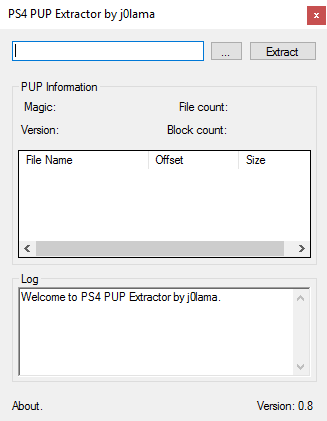 PS4 PUP Extractor by j0lama
x
... Extract
PUP Information
Magic: File count:
Version: Block count:
File Name Offset Size
Log
Welcome to PS4 PUP Extractor by j0lama.
About. Version: 0.8